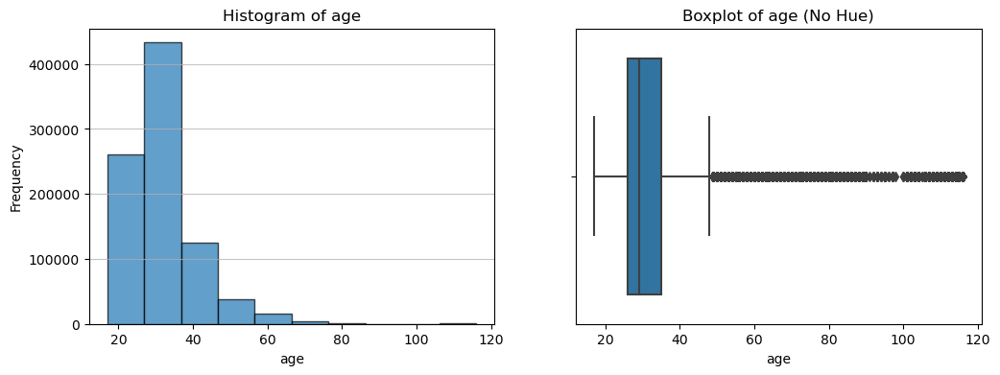 Histogram of age
400000
300000
200000
100000
0
Frequency
20 40 60 80 100 120
age
Boxplot of age (No Hue)
20 40 60 80 100 120
age